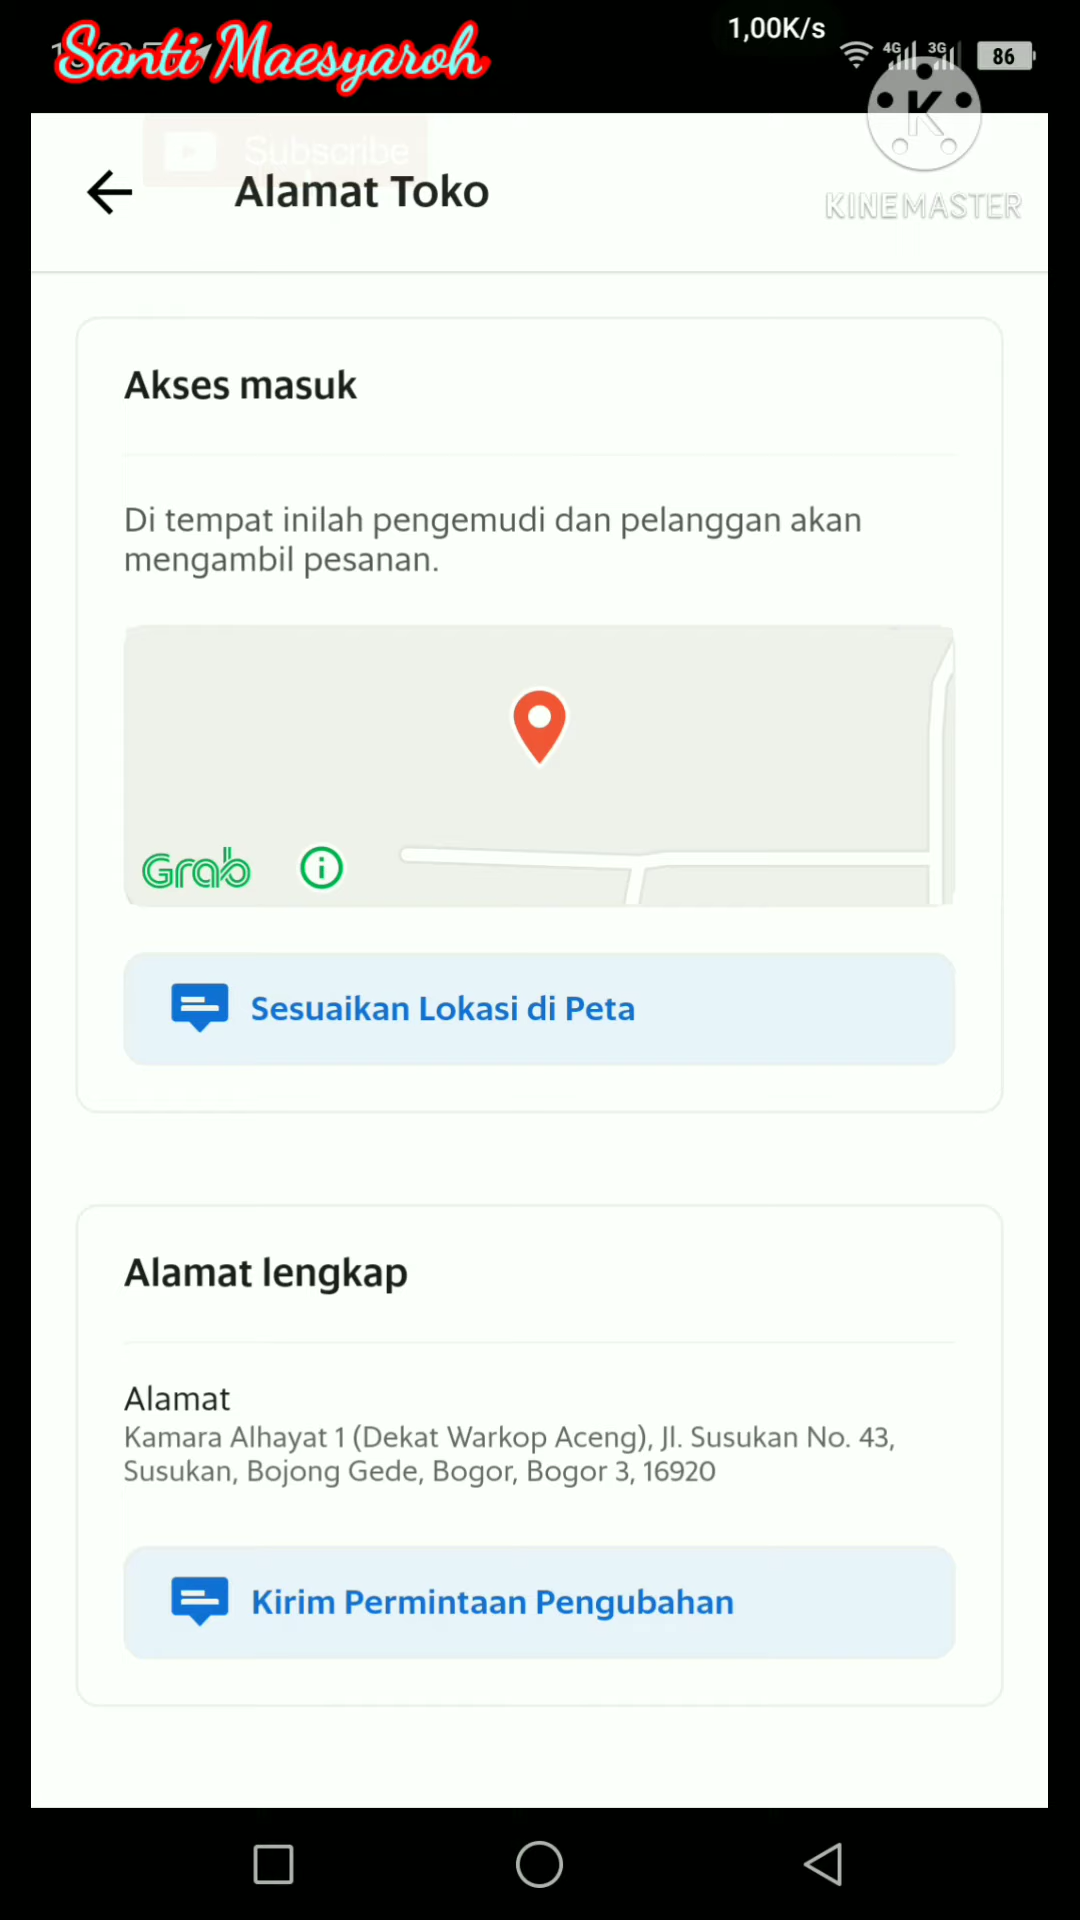 Santi Maesyaroh
1,00K/s
4G
3G
86
K
KINEMASTER
Subscribe
Alamat Toko
Akses masuk
Di tempat inilah pengemudi dan pelanggan akan
mengambil pesanan.
Grab
Sesuaikan Lokasi di Peta
Alamat lengkap
Alamat
Kamara Alhayat 1 (Dekat Warkop Aceng), Jl. Susukan No. 43,
Susukan, Bojong Gede, Bogor, Bogor 3, 16920
Kirim Permintaan Pengubahan